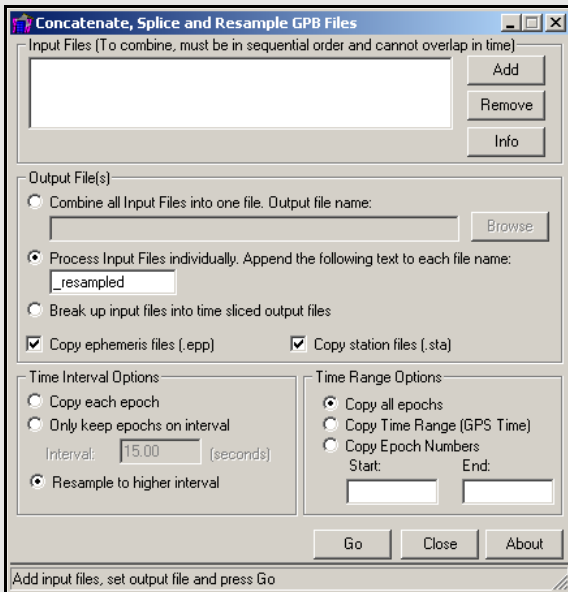 Concatenate, Splice and Resample GPB Files
Input Files (To combine, must be in sequential order and cannot overlap in time)
Add
Remove
Info
Output File(s)
Combine all Input Files into one file. Output file name:
Browse
Process Input Files individually. Append the following text to each file name:
_resampled
Break up input files into time sliced output files
Copy ephemeris files (.epp)
Copy station files (.sta)
Time Interval Options
Copy each epoch
Only keep epochs on interval
Interval: 15.00 (seconds)
Resample to higher interval
Time Range Options
Copy all epochs
Copy Time Range (GPS Time)
Copy Epoch Numbers
Start: End:
Go Close About
Add input files, set output file and press Go